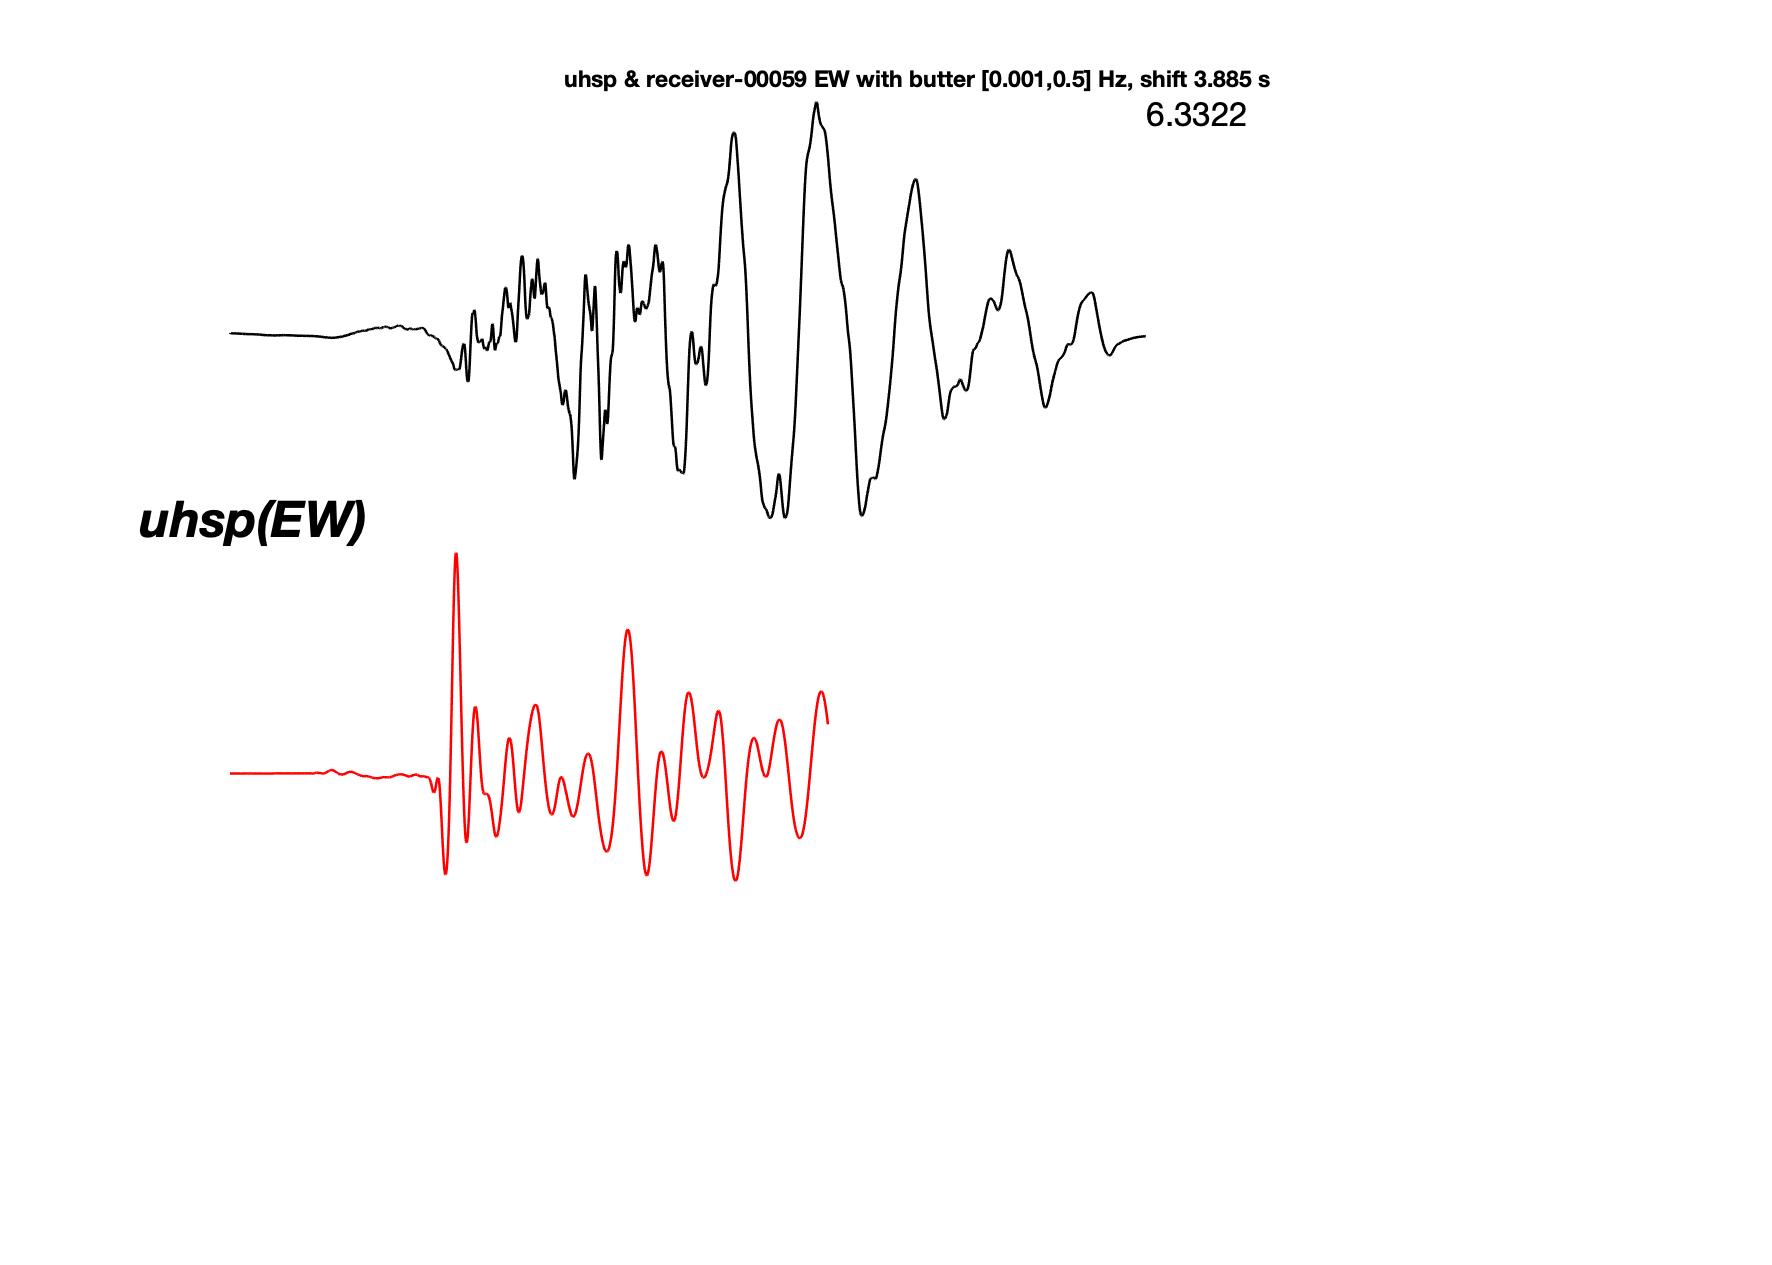 uhsp & receiver-00059 EW with butter [0.001,0.5] Hz, shift 3.885 s
6.3322
uhsp(EW)